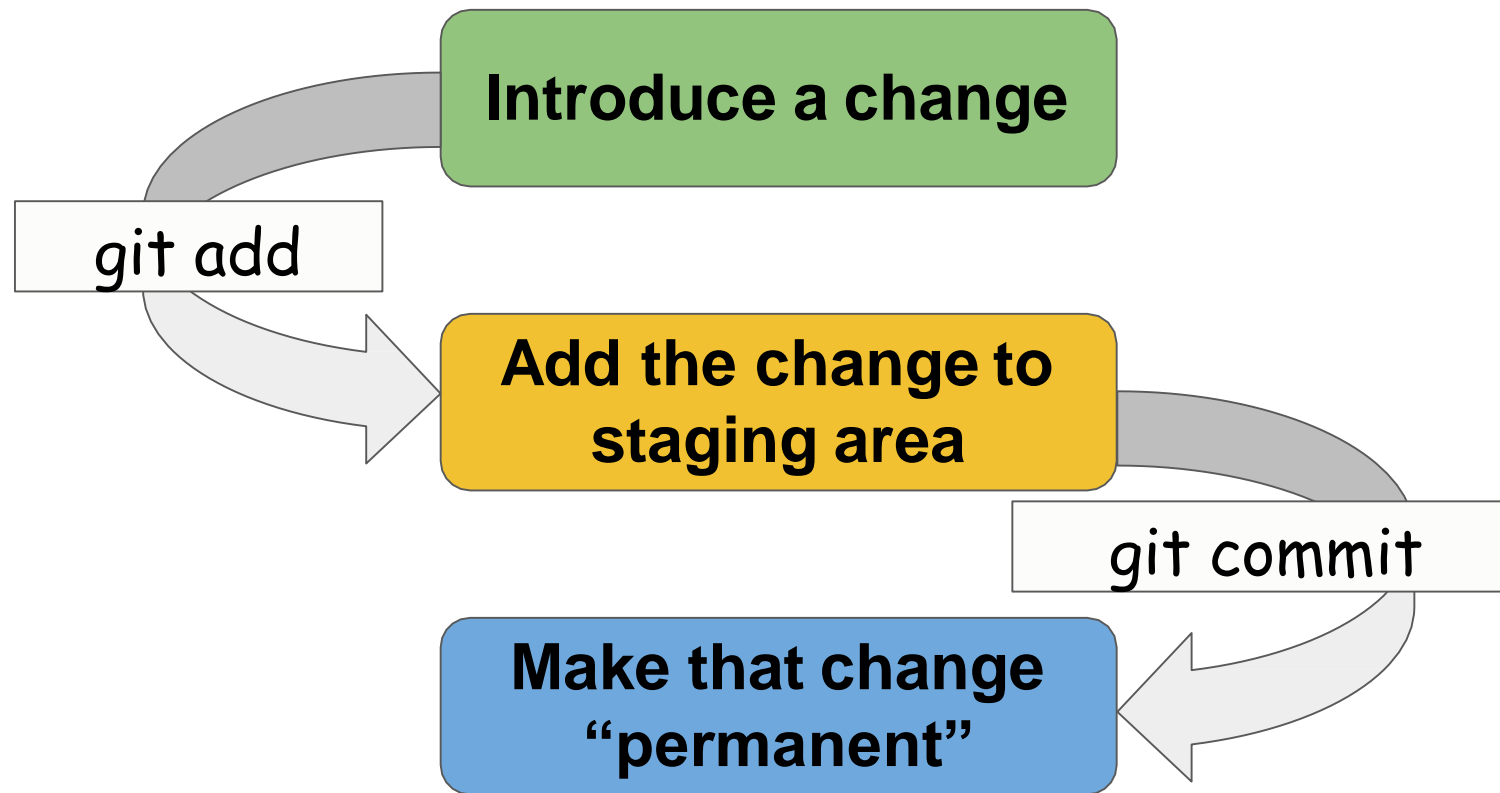 Introduce a change
git add
Add the change to
staging area
git commit
Make that change
“permanent”